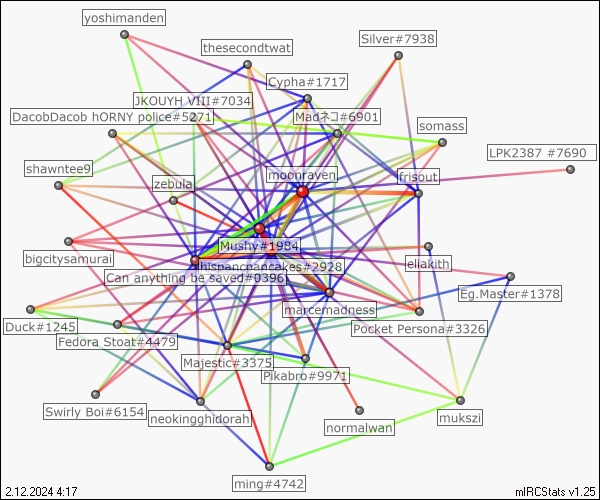 yoshimanden
Silver#7938
thesecondtwat
Cypha#1717
JKOUYH VIII#7034
DacobDacob hORNY police#5271
Madネコ#6901
somass
LPK2387 #7690
shawntee9
zebula
moonraven
frisout
Mushy#1984
bigcitysamurai
hispancpancakes#2928
eliakith
Can anything be saved#0396
Eg.Master#1378
marcemadness
Duck#1245
Pocket Persona#3326
Fedora Stoat#4479
Majestic#3375
Pikabro#9971
Swirly Boi#6154
neokingghidorah
mukszi
normalwan
ming#4742
2.12.2024 4:17
mIRCStats v1.25